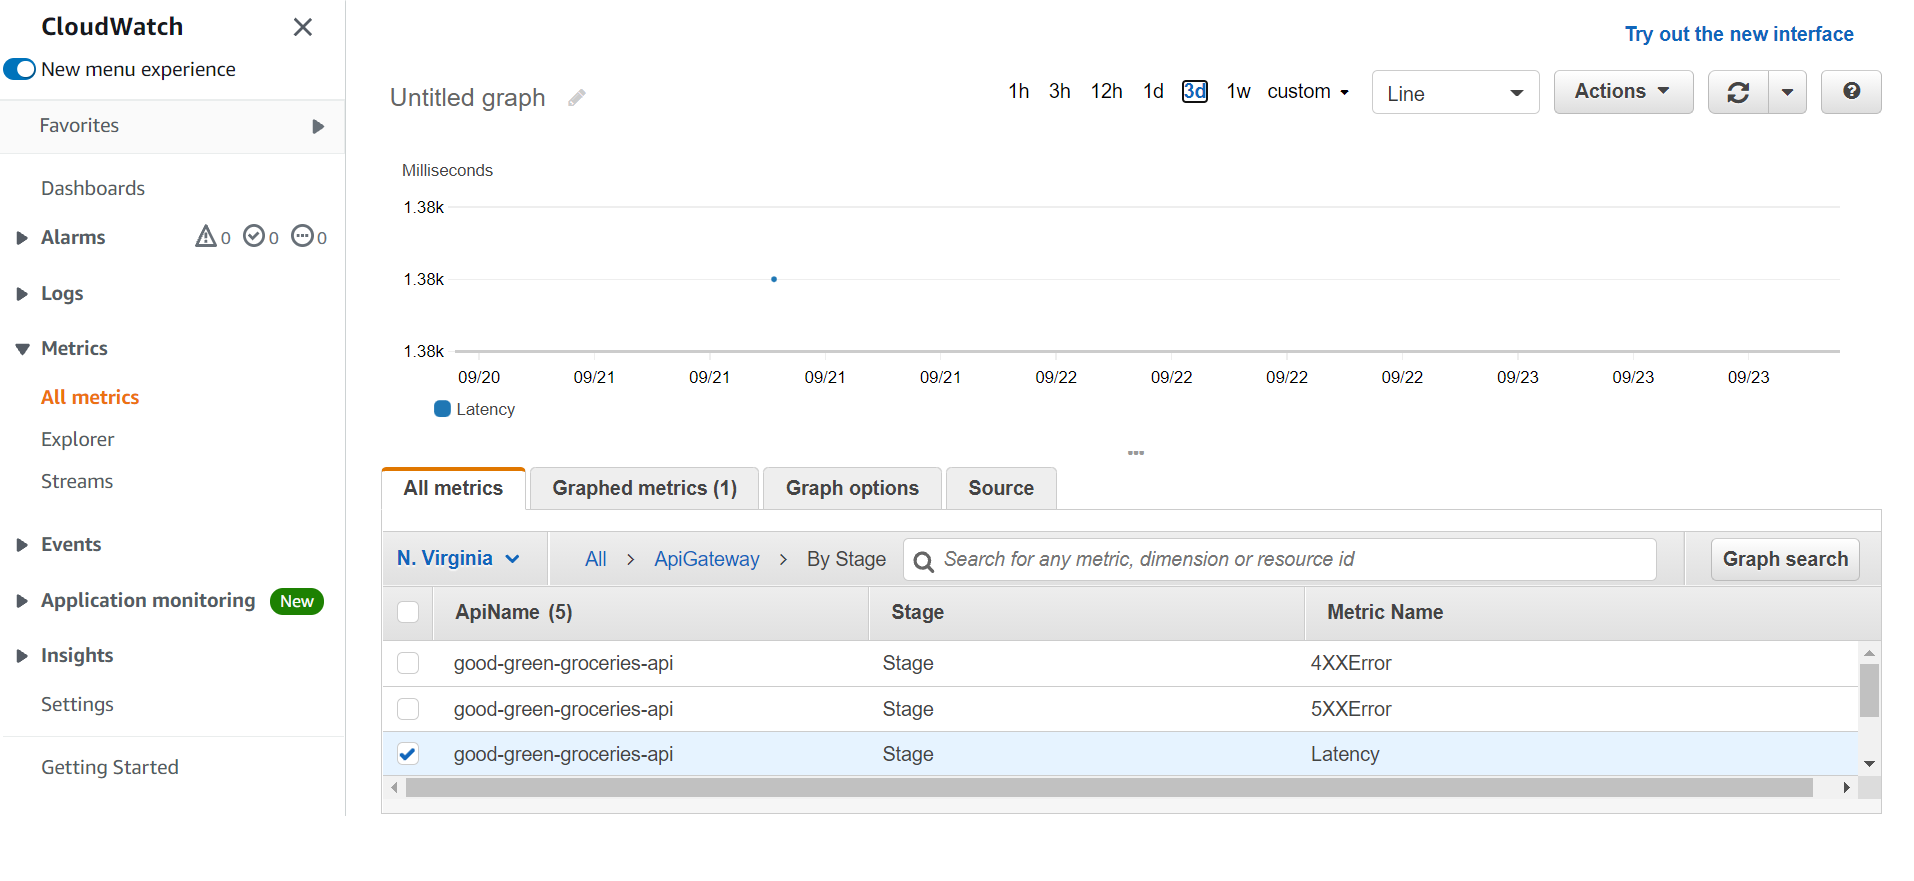 CloudWatch
New menu experience
Favorites
Dashboards
Alarms 0 0 0
Logs
Metrics
All metrics
Explorer
Streams
Events
Application monitoring New
Insights
Settings
Getting Started
Try out the new interface
Untitled graph
1h 3h 12h 1d 3d 1w custom
Line
Actions
?
Milliseconds
1.38k
1.38k
1.38k
09/20 09/21 09/21 09/21 09/21 09/22 09/22 09/22 09/22 09/23 09/23 09/23
Latency
All metrics Graphed metrics (1) Graph options Source
N. Virginia All > ApiGateway > By Stage Search for any metric, dimension or resource id Graph search
ApiName (5) Stage Metric Name
good-green-groceries-api Stage 4XXError
good-green-groceries-api Stage 5XXError
good-green-groceries-api Stage Latency